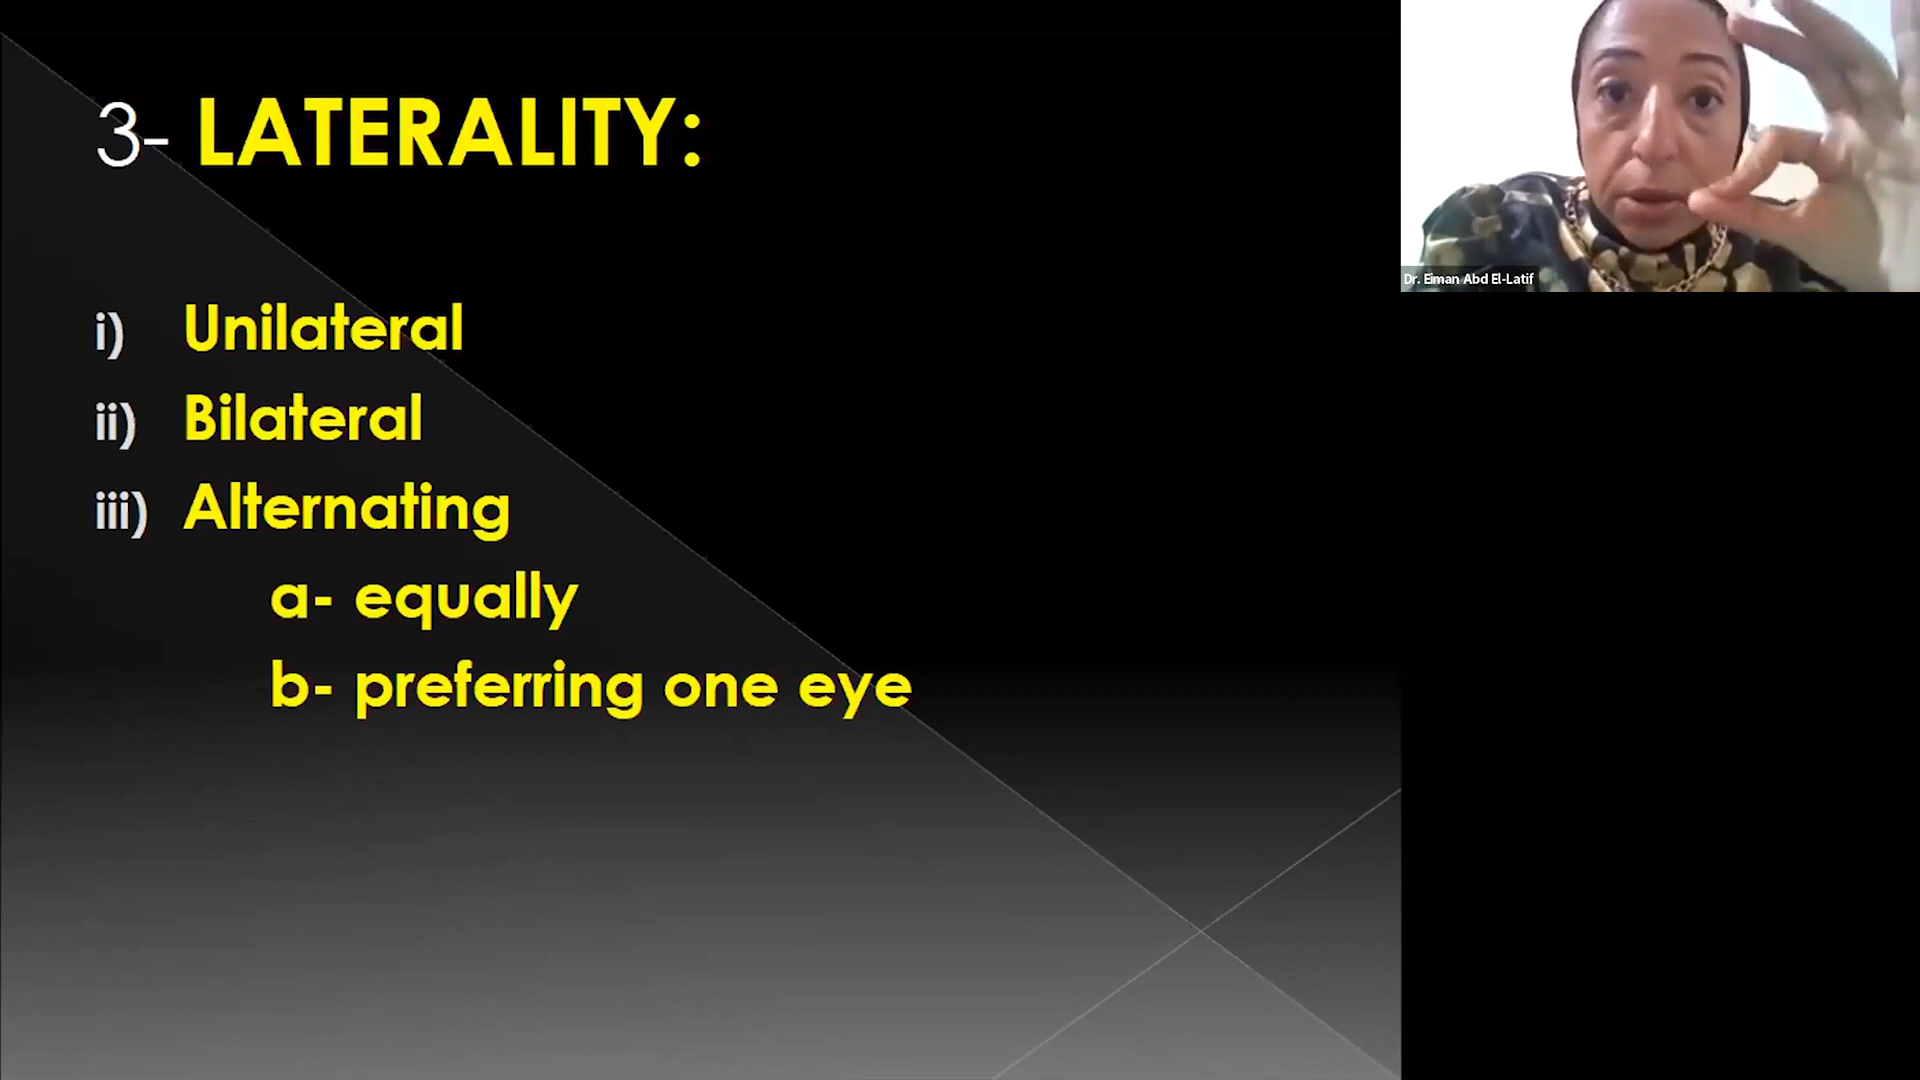 3- LATERALITY:
i) Unilateral
ii) Bilateral
iii) Alternating
a- equally
b- preferring one eye
Dr. Eiman Abd El-Latif